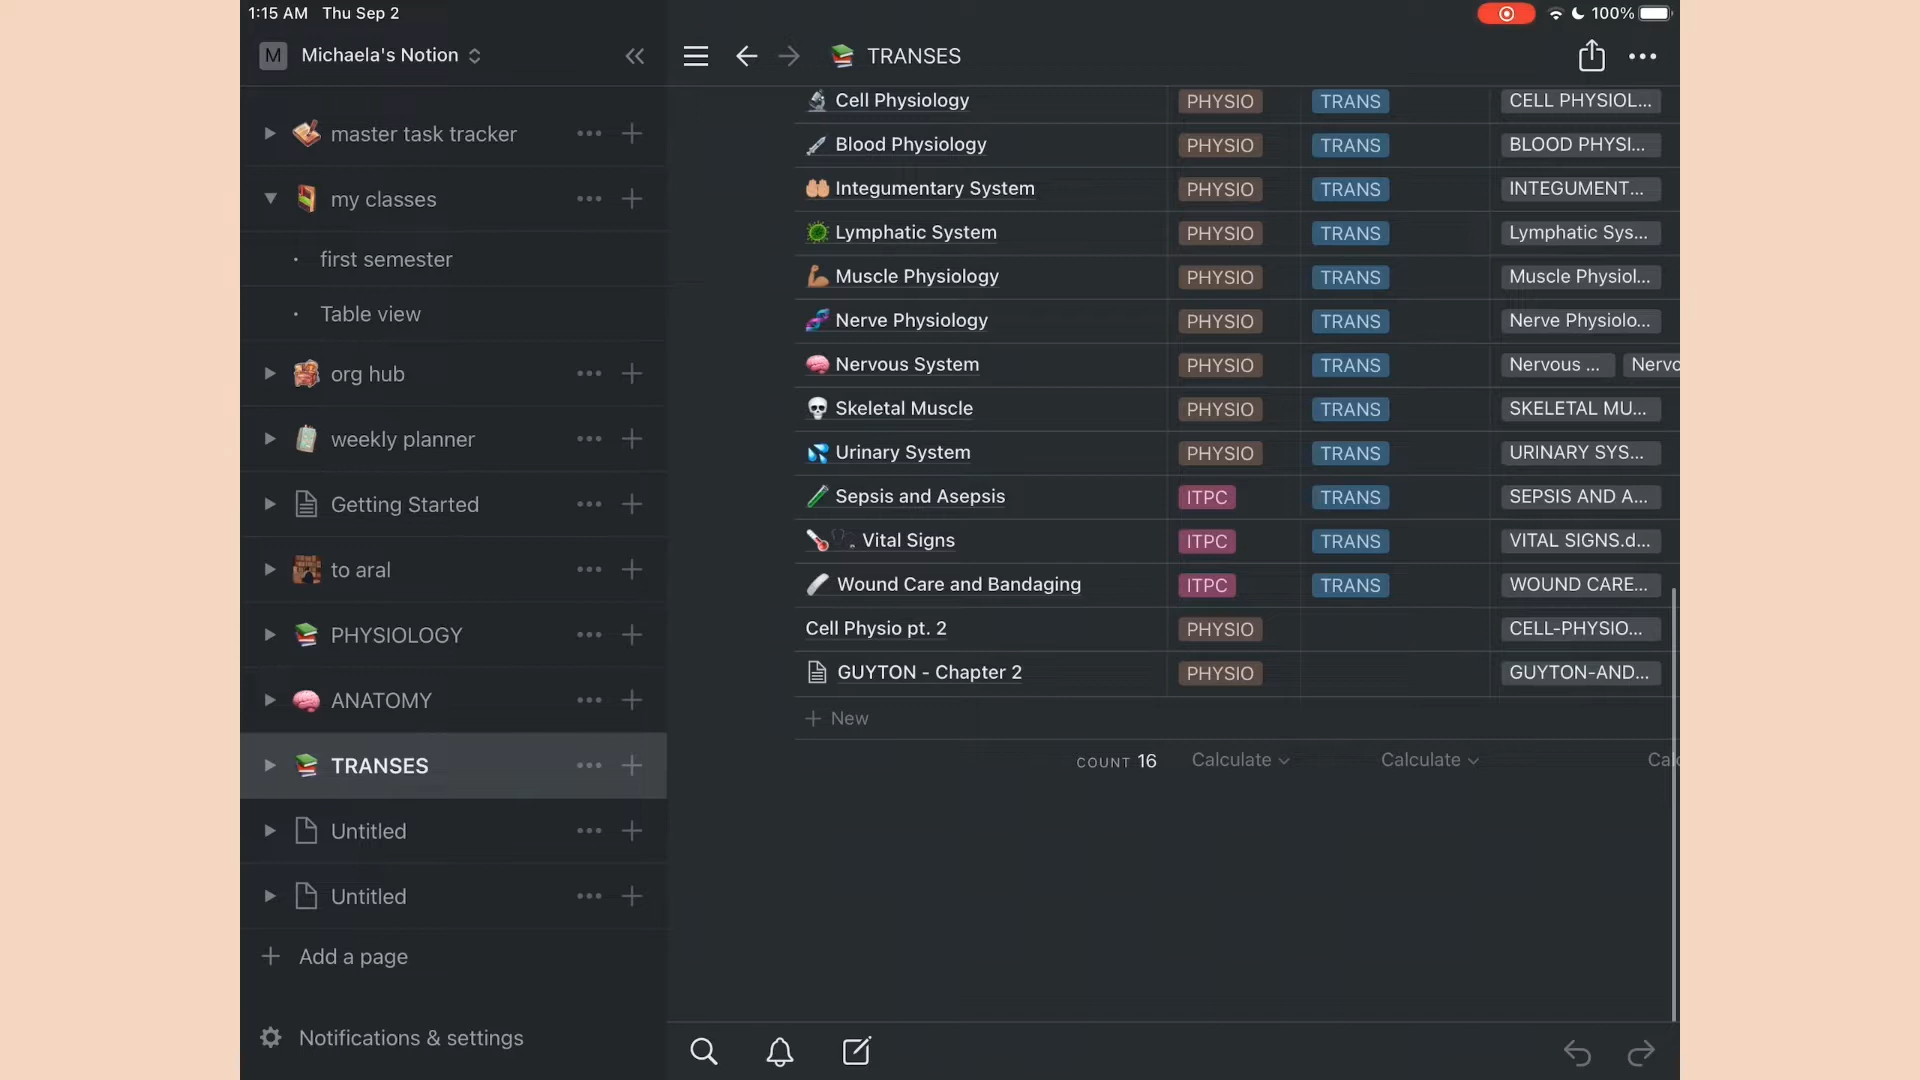 1:15 AM Thu Sep 2
100%
M Michaela's Notion
TRANSES
master task tracker
my classes
first semester
Table view
org hub
weekly planner
Getting Started
to aral
PHYSIOLOGY
ANATOMY
TRANSES
Untitled
Untitled
Add a page
Notifications & settings
Cell Physiology PHYSIO TRANS CELL PHYSIOL...
Blood Physiology PHYSIO TRANS BLOOD PHYSI...
Integumentary System PHYSIO TRANS INTEGUMENT...
Lymphatic System PHYSIO TRANS Lymphatic Sys...
Muscle Physiology PHYSIO TRANS Muscle Physiol...
Nerve Physiology PHYSIO TRANS Nerve Physiolo...
Nervous System PHYSIO TRANS Nervous ... Nervo
Skeletal Muscle PHYSIO TRANS SKELETAL MU...
Urinary System PHYSIO TRANS URINARY SYS...
Sepsis and Asepsis ITPC TRANS SEPSIS AND A...
Vital Signs ITPC TRANS VITAL SIGNS.d...
Wound Care and Bandaging ITPC TRANS WOUND CARE...
Cell Physio pt. 2 PHYSIO CELL-PHYSIO...
GUYTON - Chapter 2 PHYSIO GUYTON-AND...
New
COUNT 16 Calculate Calculate Calc